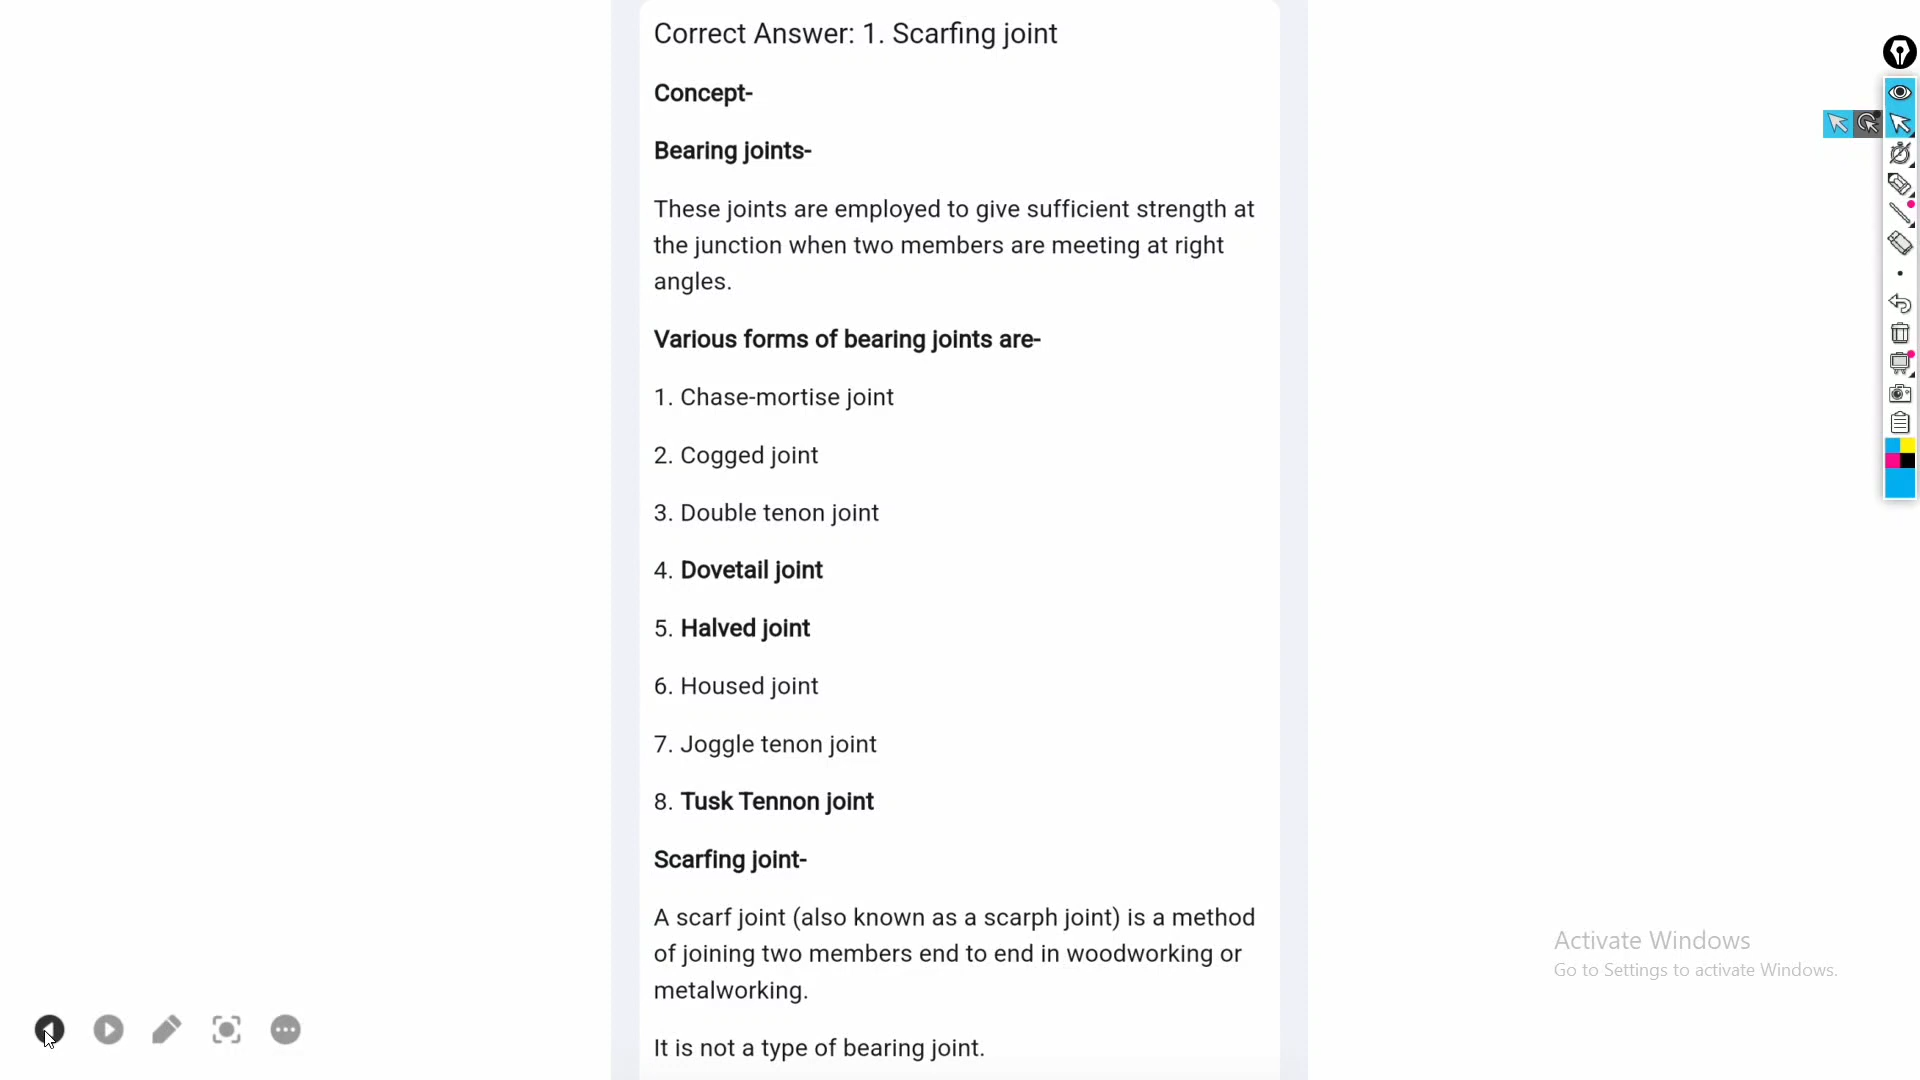 Correct Answer: 1. Scarfing joint
Concept-
Bearing joints-
These joints are employed to give sufficient strength at
the junction when two members are meeting at right
angles.
Various forms of bearing joints are-
1. Chase-mortise joint
2. Cogged joint
3. Double tenon joint
4. Dovetail joint
5. Halved joint
6. Housed joint
7. Joggle tenon joint
8. Tusk Tennon joint
Scarfing joint-
A scarf joint (also known as a scarph joint) is a method
of joining two members end to end in woodworking or
metalworking.
It is not a type of bearing joint.
Activate Windows
Go to Settings to activate Windows.